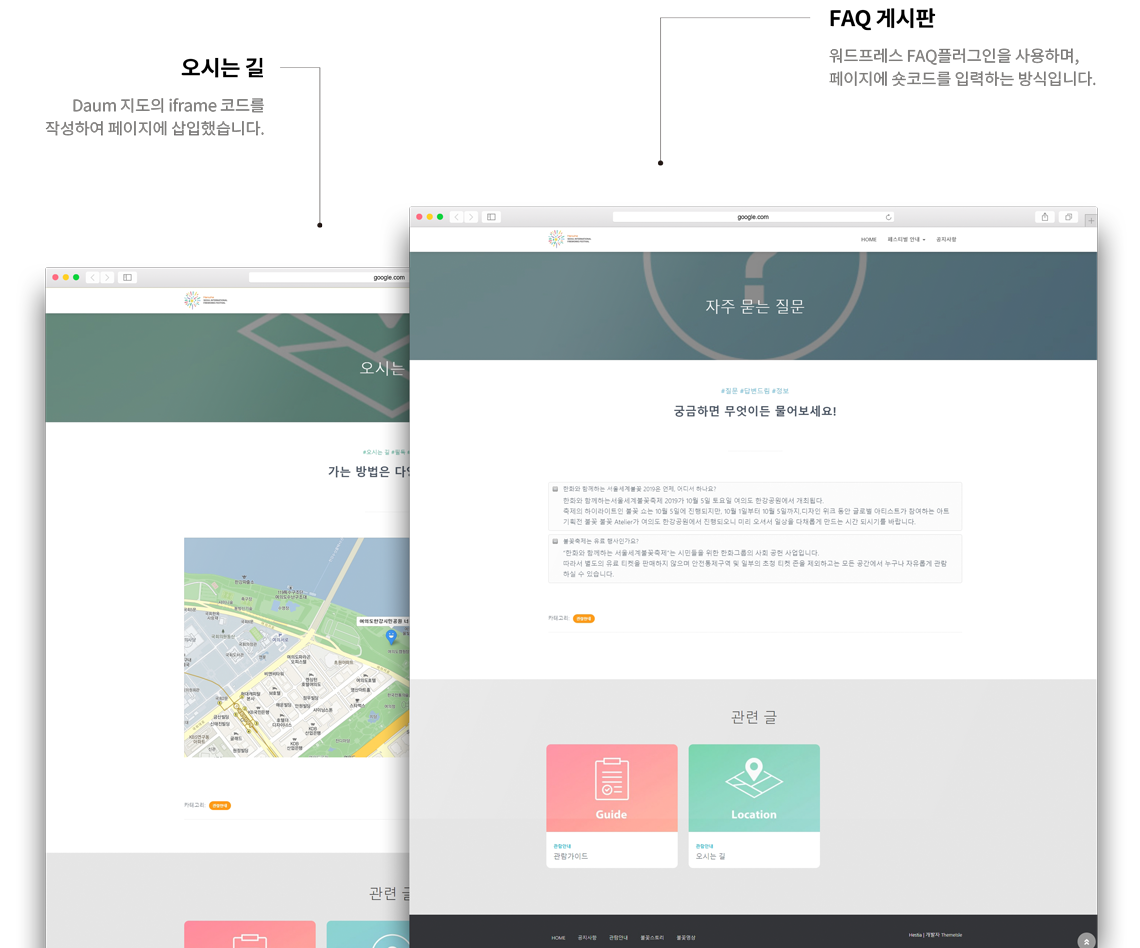 FAQ 게시판
워드프레스 FAQ플러그인을 사용하며,
페이지에 숏코드를 입력하는 방식입니다.
오시는 길
Daum 지도의 iframe 코드를
작성하여 페이지에 삽입했습니다.
google.com
HOME 페스티벌 안내 공지사항
자주 묻는 질문
#질문 #답변드림 #정보
궁금하면 무엇이든 물어보세요!
한화와 함께하는 서울세계불꽃 2019은 언제, 어디서 하나요?
한화와 함께하는서울세계불꽃축제 2019가 10월 5일 토요일 여의도 한강공원에서 개최됩니다.
축제의 하이라이트인 불꽃 쇼는 10월 5일에 진행되지만, 10월 1일부터 10월 5일까지,디자인 위크 동안 글로벌 아티스트가 참여하는 아트
기획전 불꽃 불꽃 Atelier가 여의도 한강공원에서 진행되오니 미리 오셔서 일상을 다채롭게 만드는 시간 되시기를 바랍니다.
불꽃축제는 유료 행사인가요?
"한화와 함께하는 서울세계불꽃축제"는 시민들을 위한 한화그룹의 사회 공헌 사업입니다.
따라서 별도의 유료 티켓을 판매하지 않으며 안전통제구역 및 일부의 초청 티켓 존을 제외하고는 모든 공간에서 누구나 자유롭게 관람
하실 수 있습니다.
카테고리: 관람안내
관련 글
Guide
관람안내
관람가이드
Location
관람안내
오시는 길
HOME 공지사항 관람안내 불꽃스토리 불꽃영상
Hestia | 개발자 ThemeIsle
google.com
오시는
#오시는 길 #필독
가는 방법은 다양
여의도한강시민공원
카테고리: 관람안내
관련 글